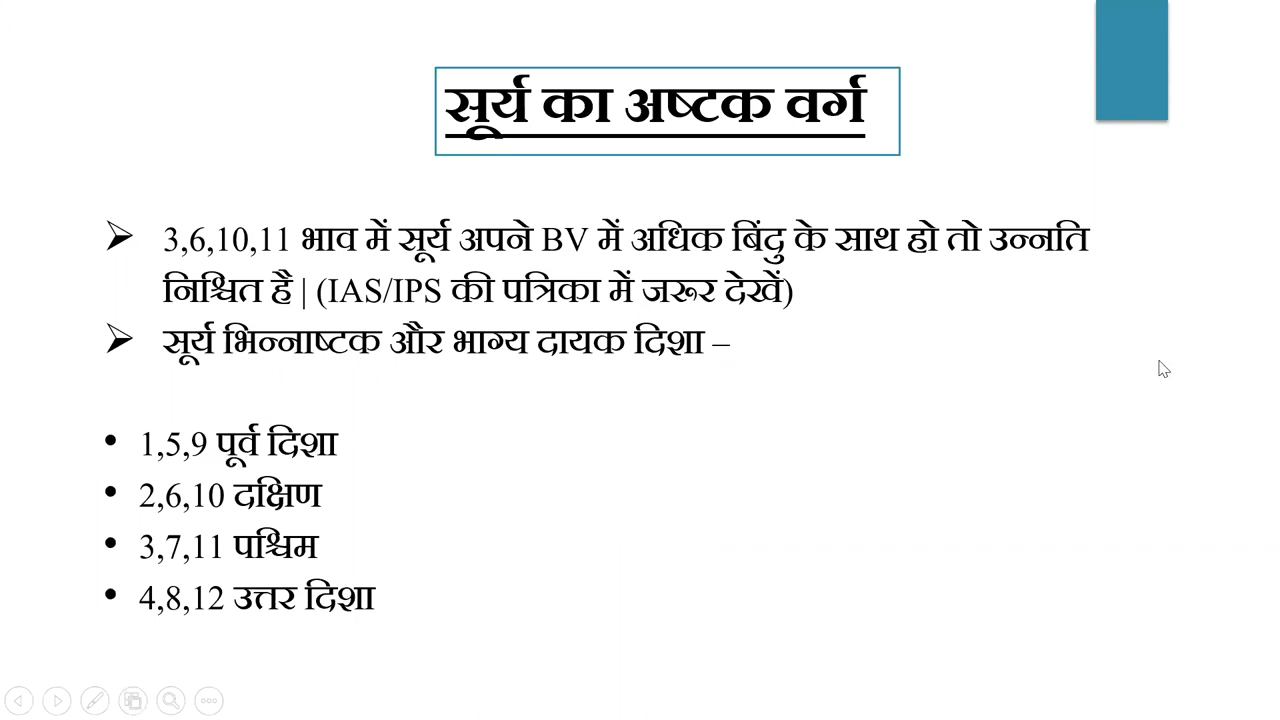 सूर्य का अष्टक वर्ग
➢ 3,6,10,11 भाव में सूर्य अपने BV में अधिक बिंदु के साथ हो तो उन्नति
निश्चित है | (IAS/IPS की पत्रिका में जरूर देखें)
➢ सूर्य भिन्नाष्टक और भाग्य दायक दिशा –
• 1,5,9 पूर्व दिशा
• 2,6,10 दक्षिण
• 3,7,11 पश्चिम
• 4,8,12 उत्तर दिशा